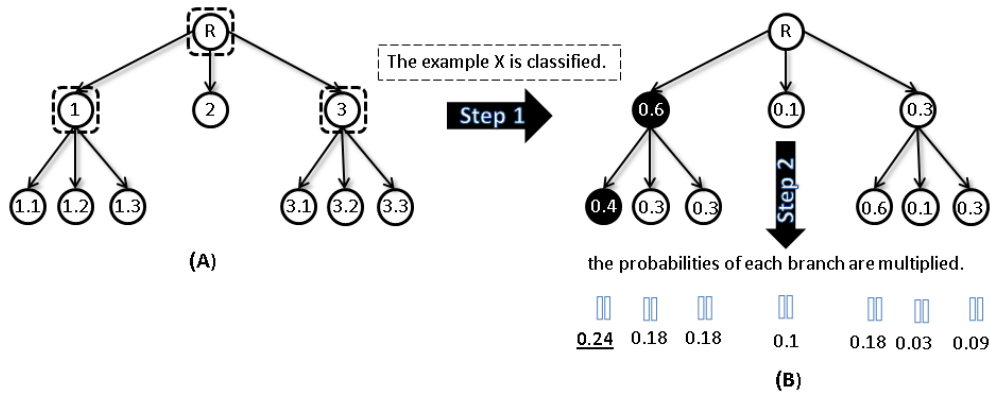 R
R
The example X is classified.
1
2
3
Step 1
0.6
0.1
0.3
Step 2
1.1
1.2
1.3
3.1
3.2
3.3
0.4
0.3
0.3
0.6
0.1
0.3
(A)
the probabilities of each branch are multiplied.
0.24 0.18 0.18 0.1 0.18 0.03 0.09
(B)